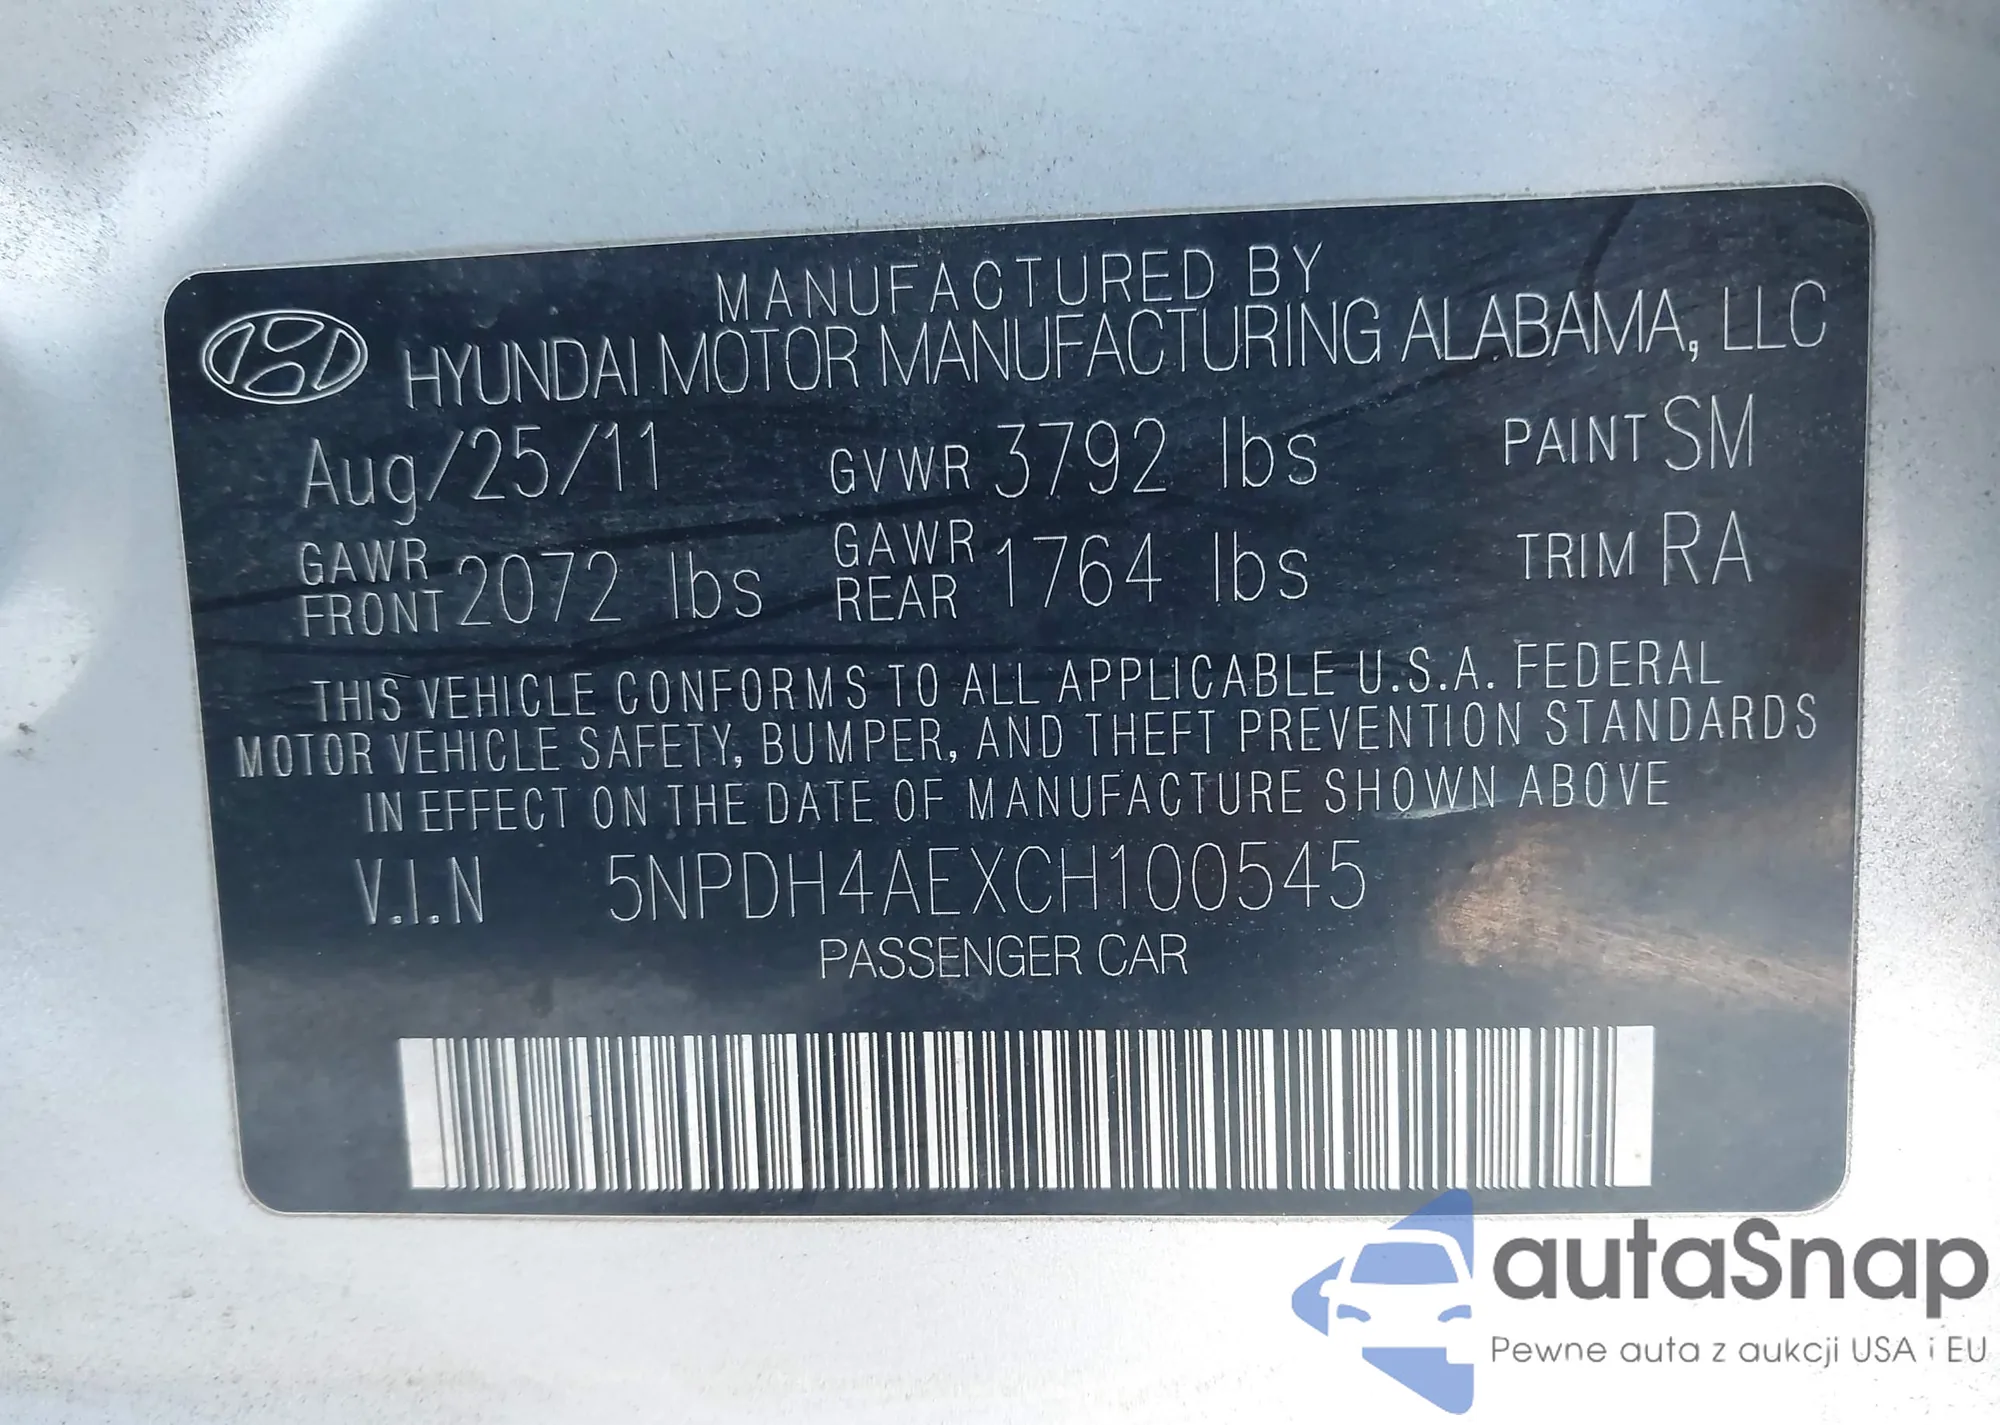 MANUFACTURED BY
HYUNDAI MOTOR MANUFACTURING ALABAMA, LLC
Aug/25/11 GVWR 3792 lbs PAINT SM
GAWR FRONT 2072 lbs GAWR REAR 1764 lbs TRIM RA
THIS VEHICLE CONFORMS TO ALL APPLICABLE U.S.A. FEDERAL
MOTOR VEHICLE SAFETY, BUMPER, AND THEFT PREVENTION STANDARDS
IN EFFECT ON THE DATE OF MANUFACTURE SHOWN ABOVE
V.I.N 5NPDH4AEXCH100545
PASSENGER CAR
autaSnap
Pewne auta z aukcji USA i EU